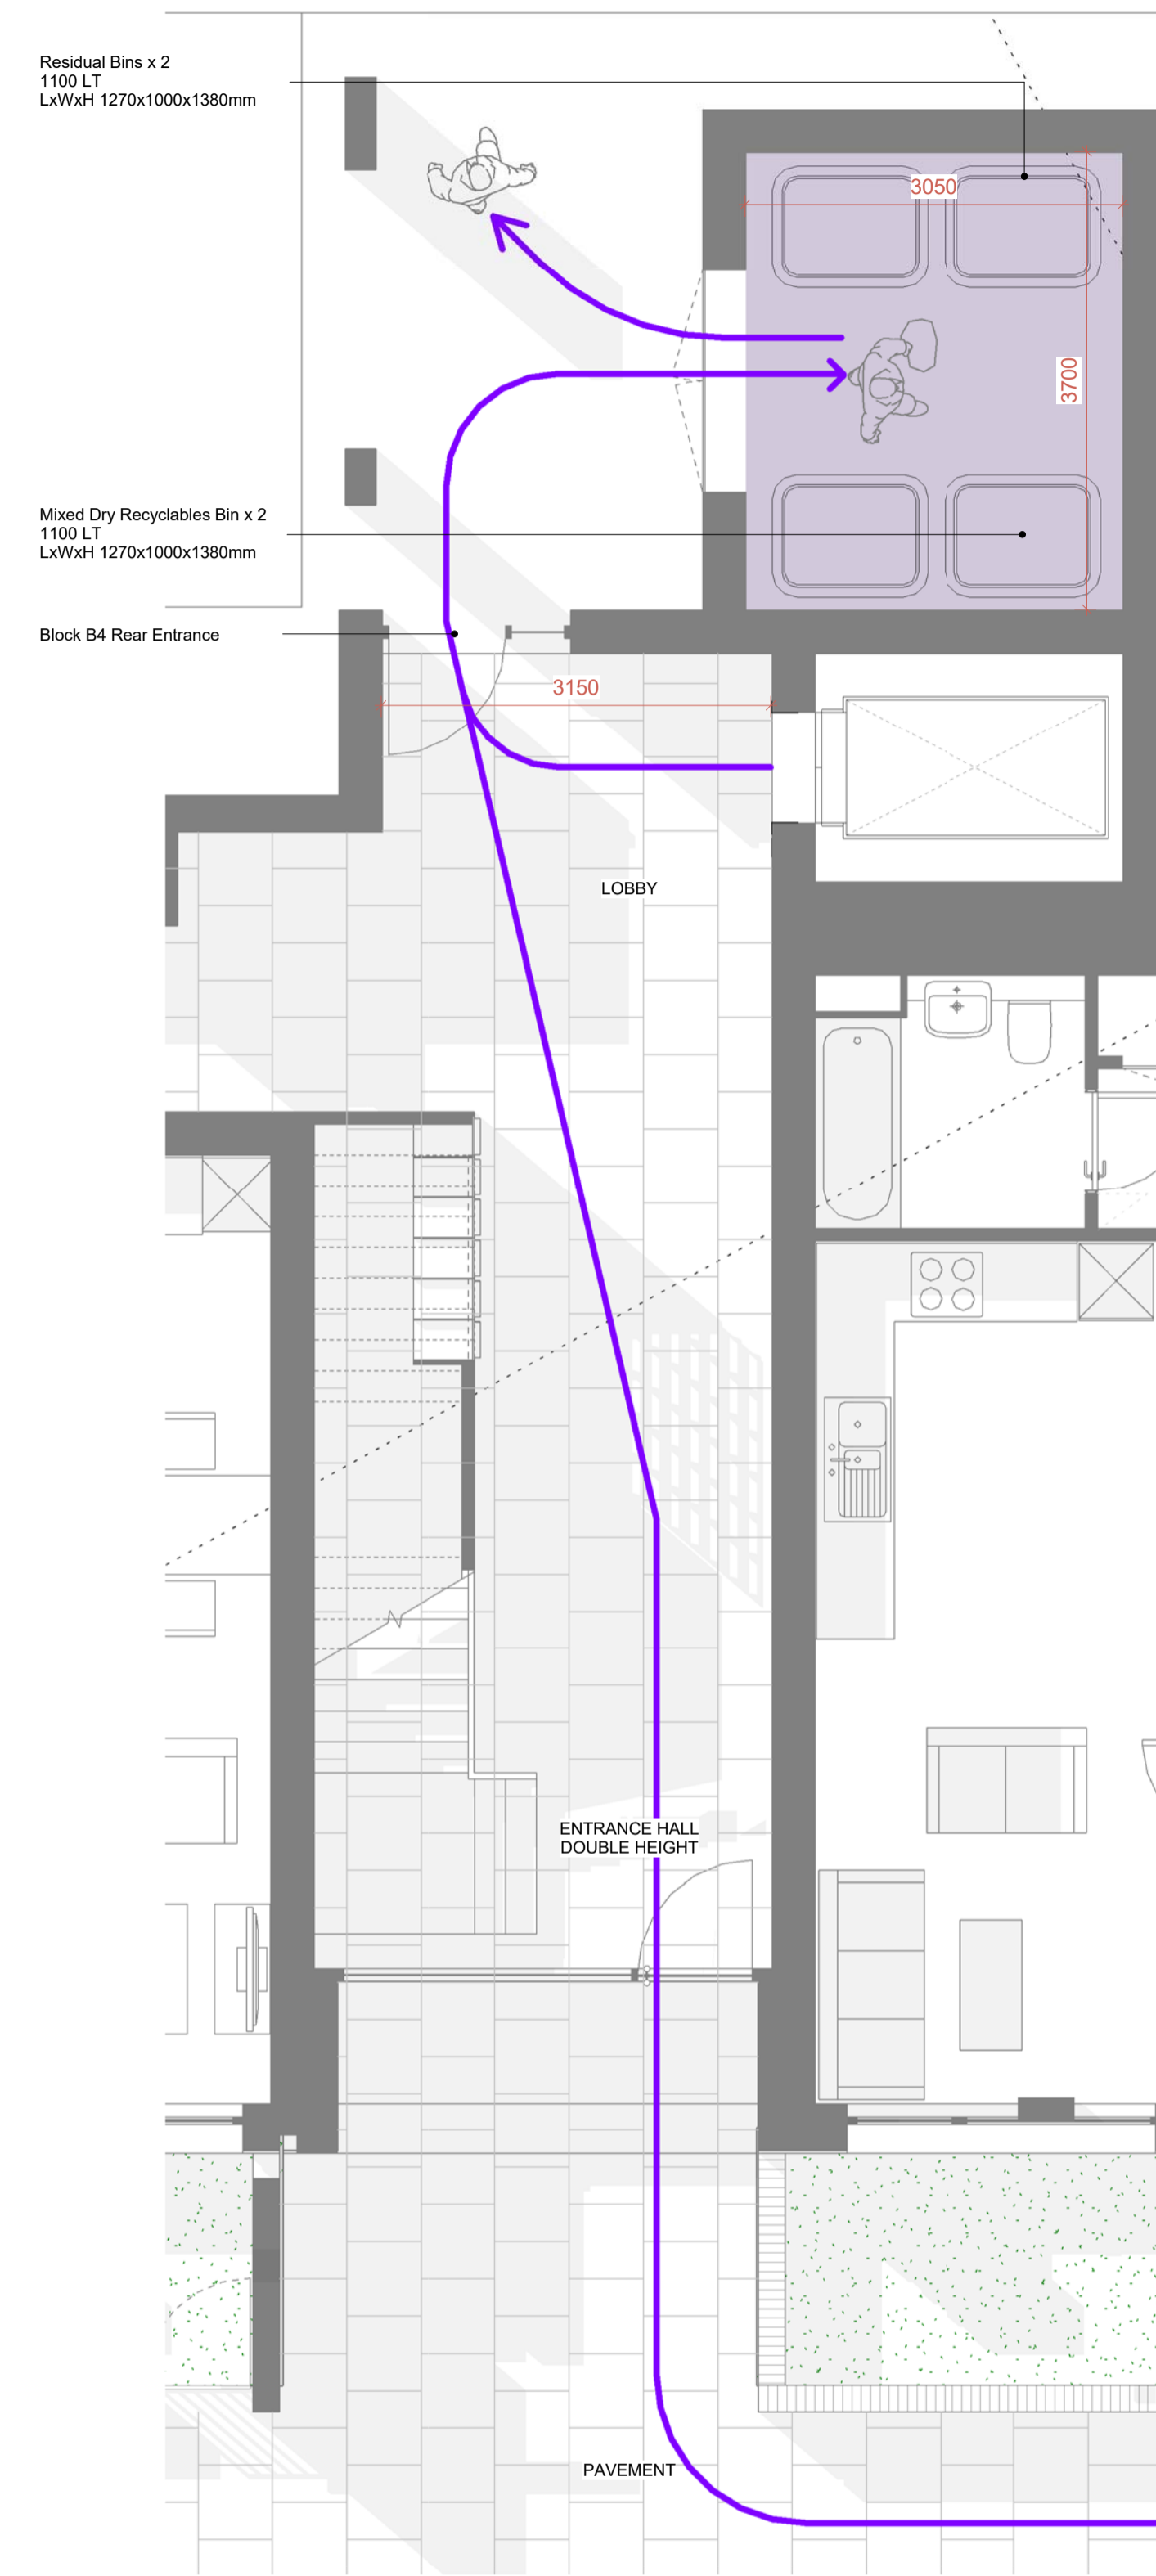 Residual Bins x 2
1100 LT
LxWxH 1270x1000x1380mm
3050
3700
Mixed Dry Recyclables Bin x 2
1100 LT
LxWxH 1270x1000x1380mm
Block B4 Rear Entrance
3150
LOBBY
ENTRANCE HALL
DOUBLE HEIGHT
PAVEMENT